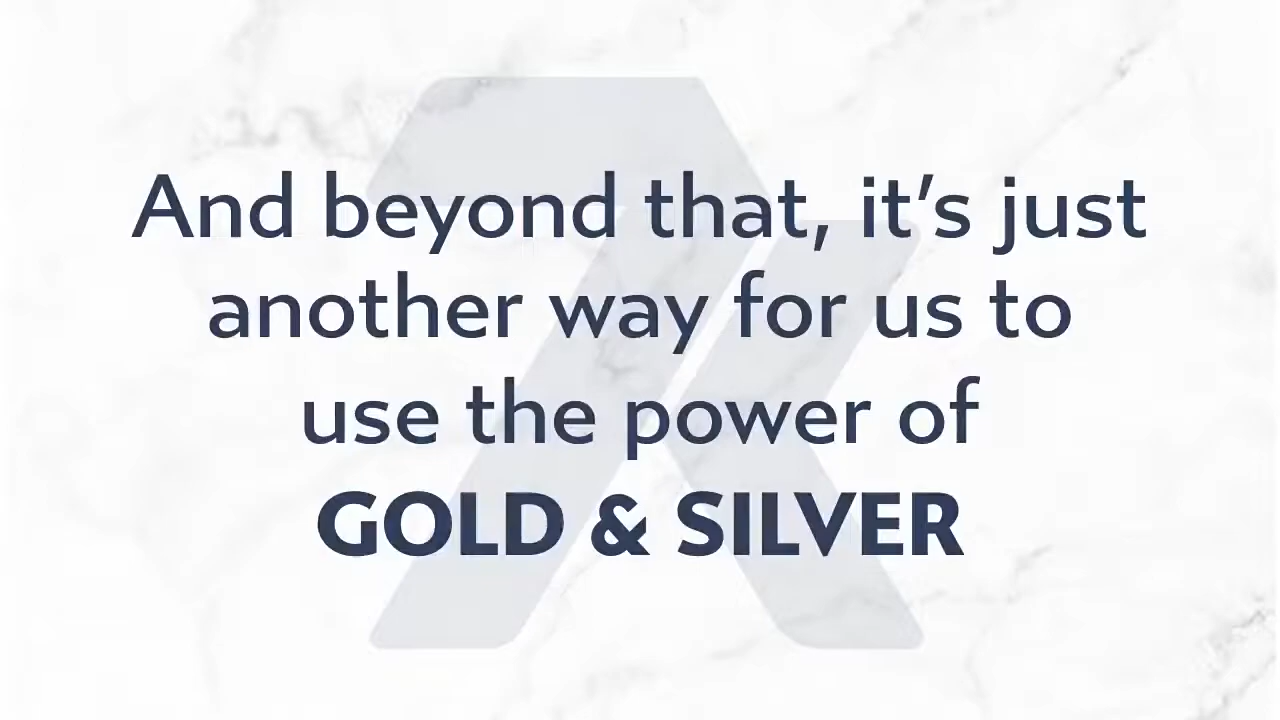 And beyond that, it’s just
another way for us to
use the power of
GOLD & SILVER